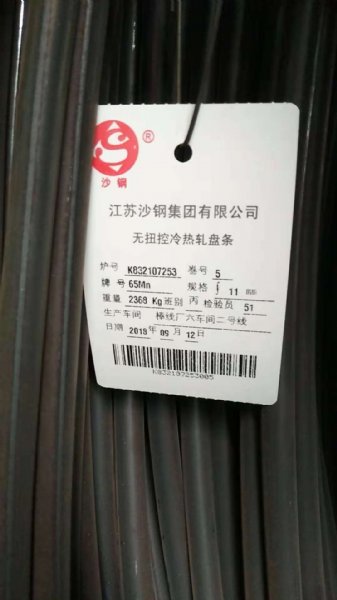 ®
沙钢
江苏沙钢集团有限公司
无扭控冷热轧盘条
炉号 K832107253 卷号 5
牌号 65Mn 规格 ∮ 11 mm
重量 2368 Kg 班别 丙 检验员 51
生产车间 棒线厂六车间二号线
日期 2018 年 09 月 12 日
K832107253005